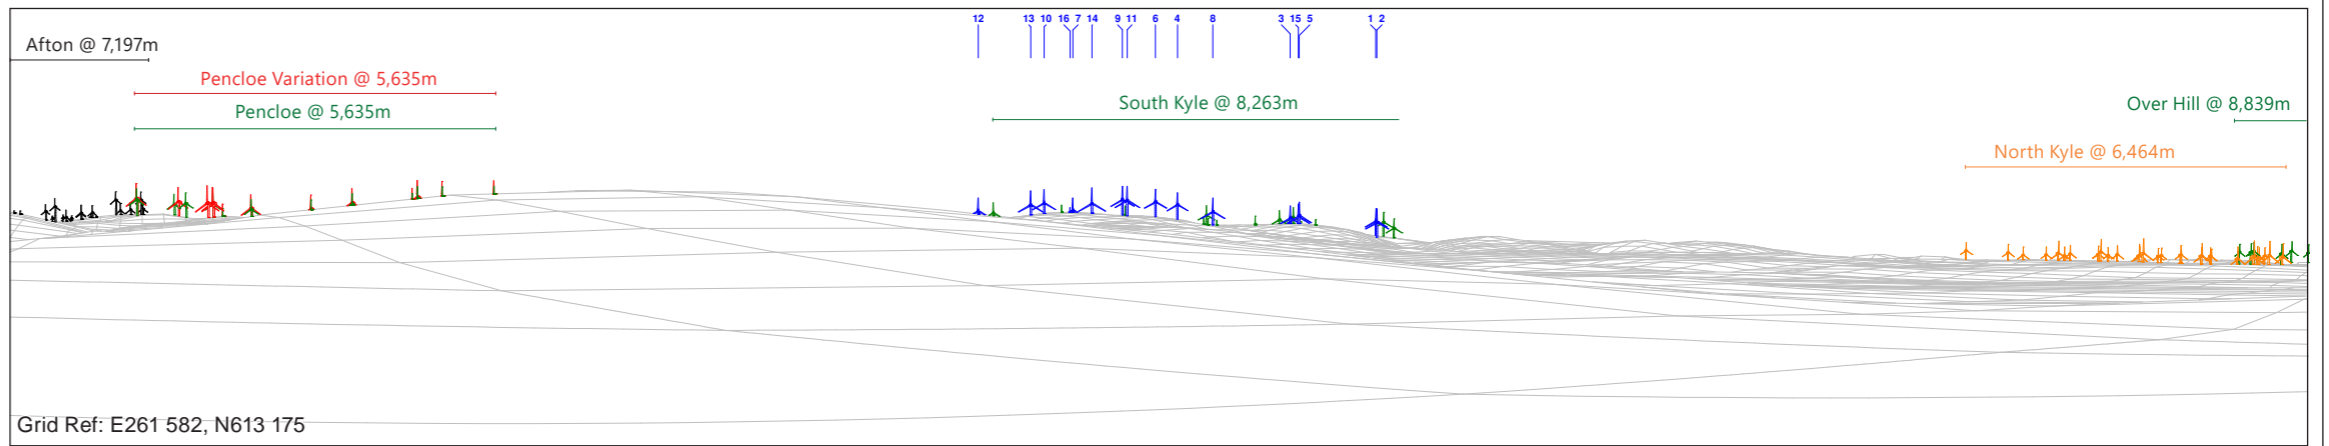 12 13 10 16 7 14 9 11 6 4 8 3 15 5 1 2
Afton @ 7,197m
Pencloe Variation @ 5,635m
Pencloe @ 5,635m
South Kyle @ 8,263m
Over Hill @ 8,839m
North Kyle @ 6,464m
Grid Ref: E261 582, N613 175